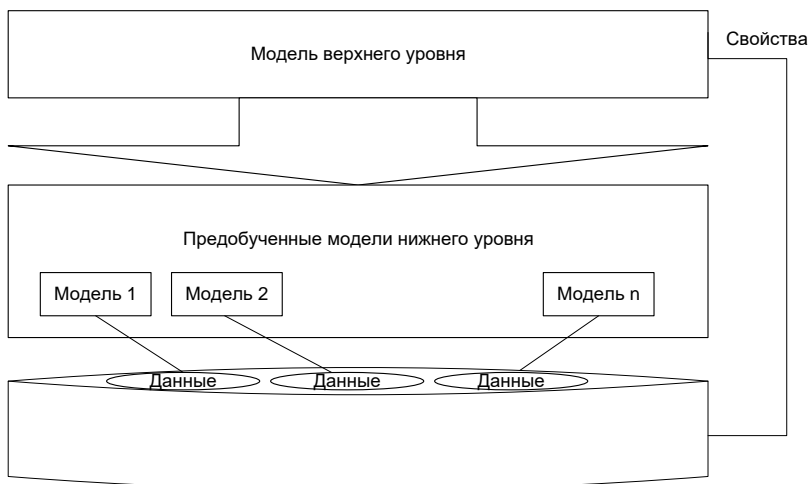 Модель верхнего уровня
Свойства
Предобученные модели нижнего уровня
Модель 1
Модель 2
Модель n
Данные
Данные
Данные